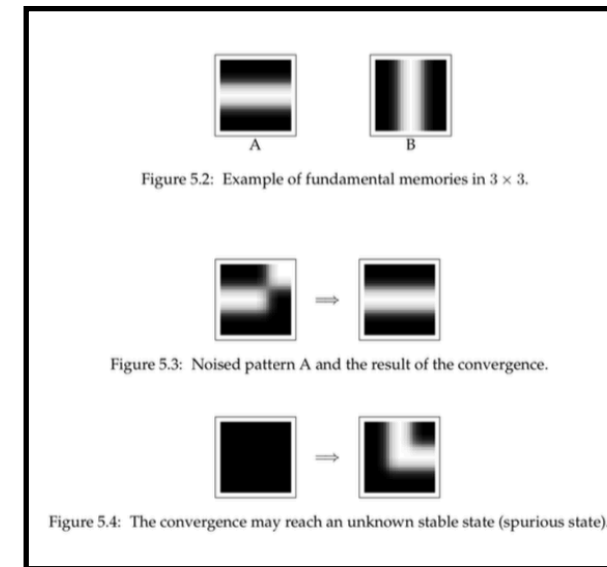 A B
Figure 5.2: Example of fundamental memories in 3 × 3.
⟹
Figure 5.3: Noised pattern A and the result of the convergence.
⟹
Figure 5.4: The convergence may reach an unknown stable state (spurious state).